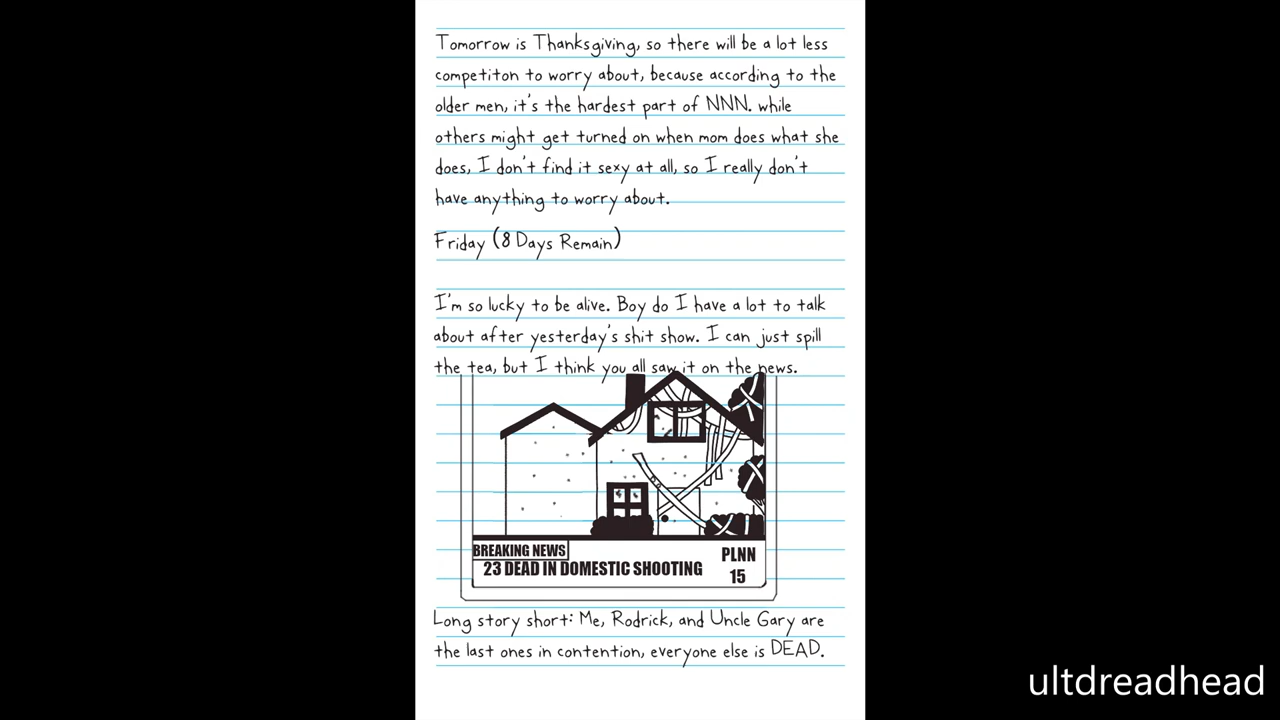 Tomorrow is Thanksgiving, so there will be a lot less
competiton to worry about, because according to the
older men, it's the hardest part of NNN. while
others might get turned on when mom does what she
does, I don't find it sexy at all, so I really don't
have anything to worry about.
Friday (8 Days Remain)
I'm so lucky to be alive. Boy do I have a lot to talk
about after yesterday's shit show. I can just spill
the tea, but I think you all saw it on the news.
BREAKING NEWS
23 DEAD IN DOMESTIC SHOOTING
PLNN
15
Long story short: Me, Rodrick, and Uncle Gary are
the last ones in contention, everyone else is DEAD.
ultdreadhead